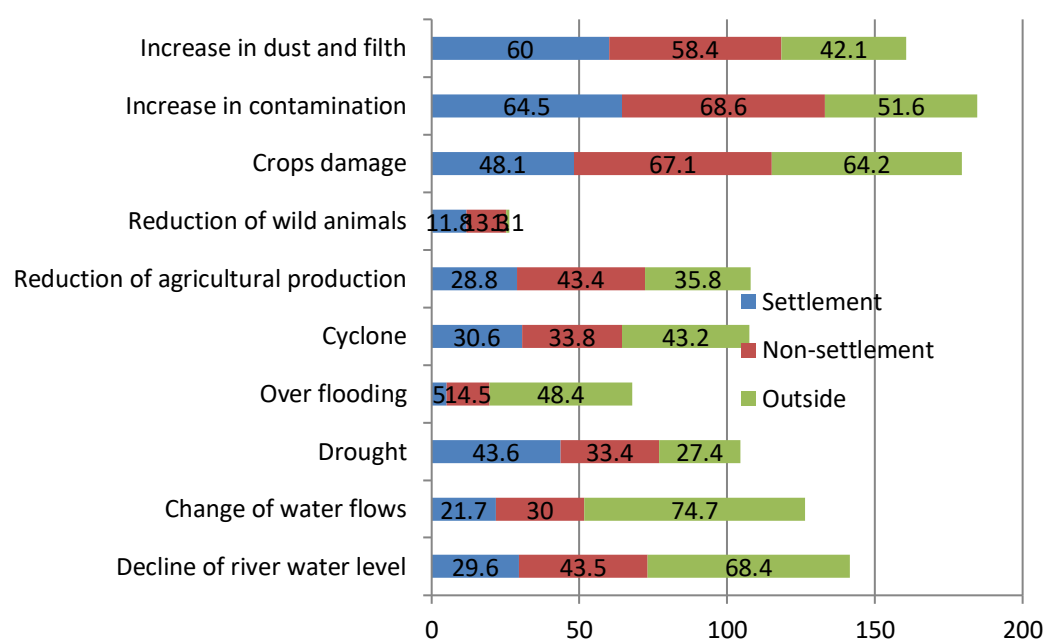 Increase in dust and filth 60 58.4 42.1
Increase in contamination 64.5 68.6 51.6
Crops damage 48.1 67.1 64.2
Reduction of wild animals 11.8
Reduction of agricultural production 28.8 43.4 35.8
Settlement
Cyclone 30.6 33.8 43.2
Non-settlement
Over flooding 5 14.5 48.4
Outside
Drought 43.6 33.4 27.4
Change of water flows 21.7 30 74.7
Decline of river water level 29.6 43.5 68.4
0 50 100 150 200